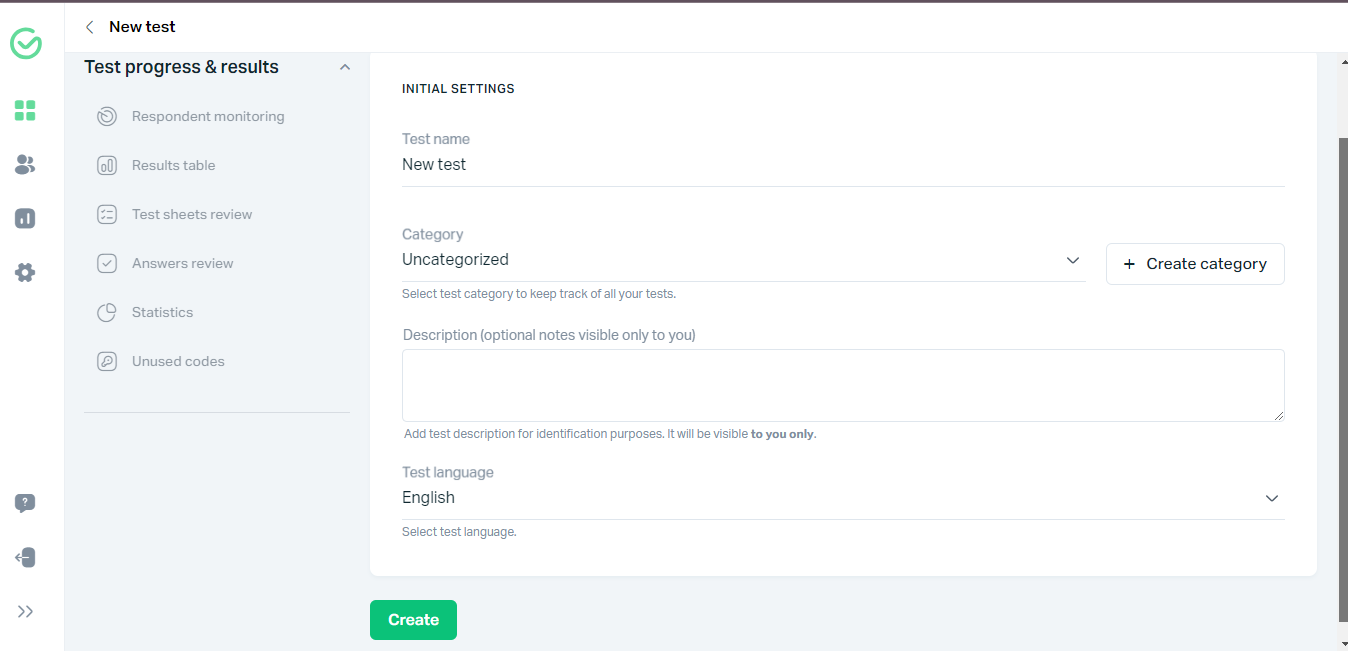 New test
Test progress & results
Respondent monitoring
Results table
Test sheets review
Answers review
Statistics
Unused codes
INITIAL SETTINGS
Test name
New test
Category
Uncategorized
+ Create category
Select test category to keep track of all your tests.
Description (optional notes visible only to you)
Add test description for identification purposes. It will be visible to you only.
Test language
English
Select test language.
Create